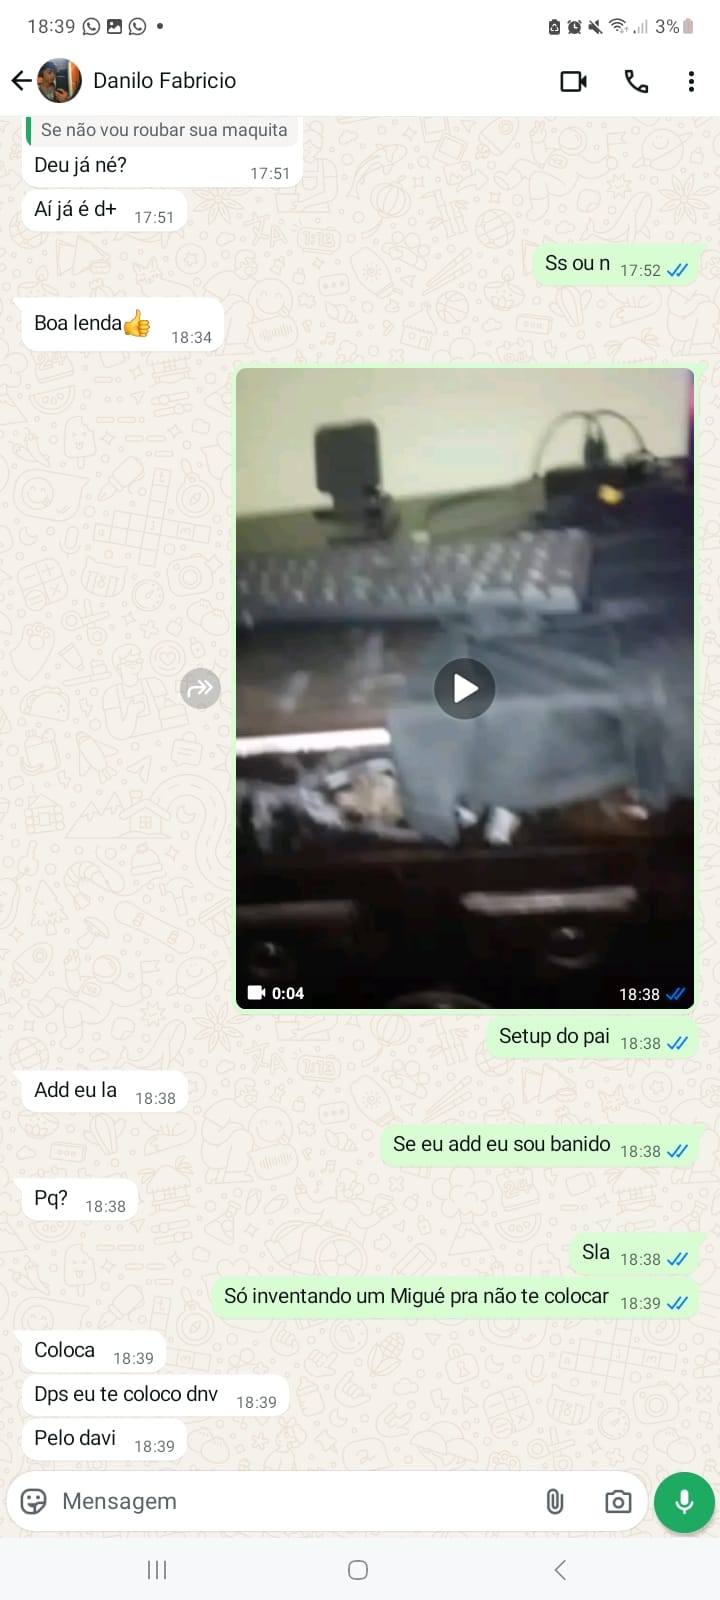 18:39
3%
Danilo Fabricio
Se não vou roubar sua maquita
Deu já né?
17:51
Aí já é d+ 17:51
Ss ou n 17:52
Boa lenda👍 18:34
0:04 18:38
Setup do pai 18:38
Add eu la 18:38
Se eu add eu sou banido 18:38
Pq? 18:38
Sla 18:38
Só inventando um Migué pra não te colocar 18:39
Coloca 18:39
Dps eu te coloco dnv 18:39
Pelo davi 18:39
Mensagem